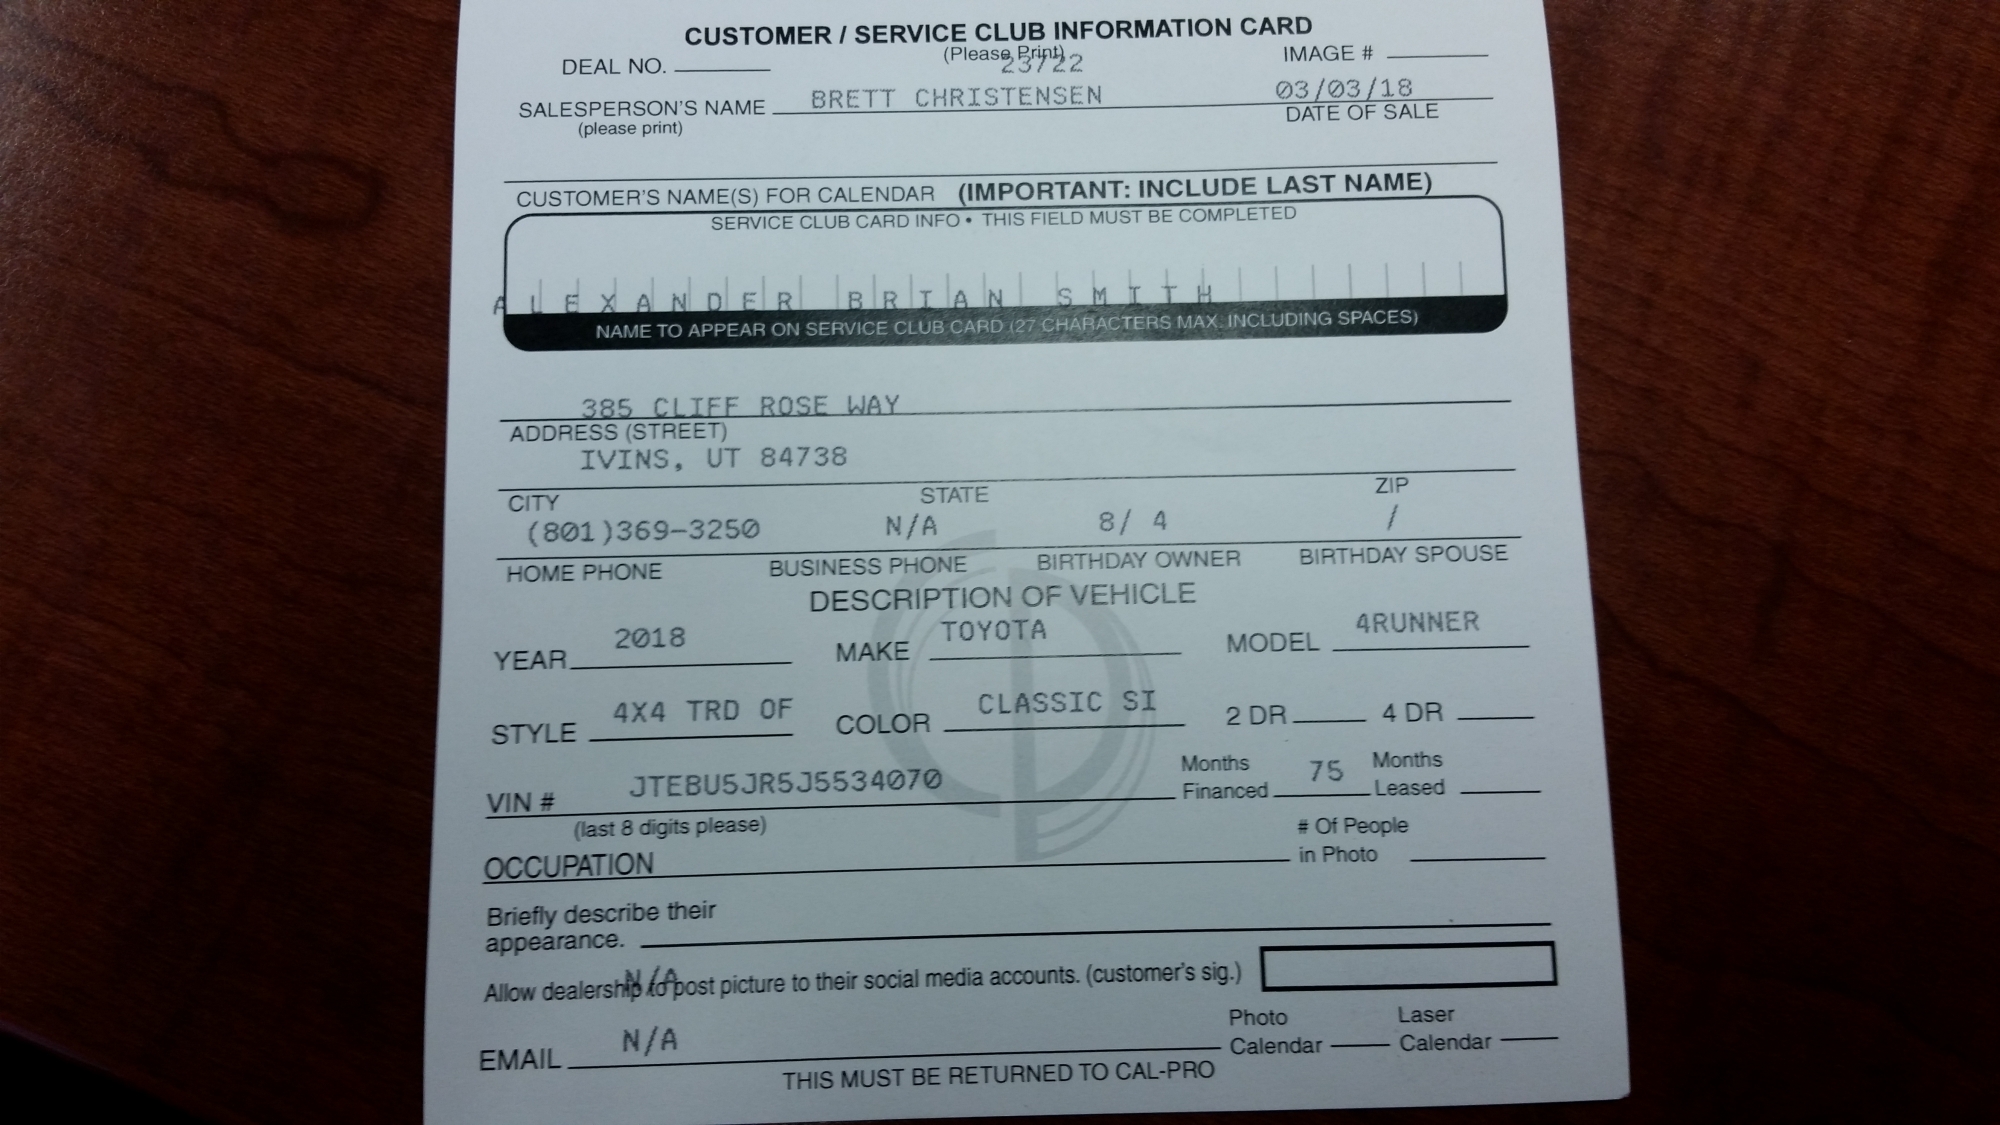 CUSTOMER / SERVICE CLUB INFORMATION CARD
(Please Print)
DEAL NO. 23722 IMAGE #
SALESPERSON'S NAME BRETT CHRISTENSEN 03/03/18
(please print) DATE OF SALE
CUSTOMER'S NAME(S) FOR CALENDAR (IMPORTANT: INCLUDE LAST NAME)
SERVICE CLUB CARD INFO • THIS FIELD MUST BE COMPLETED
ALEXANDER BRIAN SMITH
NAME TO APPEAR ON SERVICE CLUB CARD (27 CHARACTERS MAX. INCLUDING SPACES)
385 CLIFF ROSE WAY
ADDRESS (STREET)
IVINS, UT 84738
CITY STATE ZIP
(801)369-3250 N/A 8/ 4 /
HOME PHONE BUSINESS PHONE BIRTHDAY OWNER BIRTHDAY SPOUSE
DESCRIPTION OF VEHICLE
YEAR 2018 MAKE TOYOTA MODEL 4RUNNER
STYLE 4X4 TRD OF COLOR CLASSIC SI 2 DR 4 DR
VIN # JTEBU5JR5J5534070 Months Financed 75 Months Leased
(last 8 digits please)
OCCUPATION # Of People in Photo
Briefly describe their
appearance.
N/A
Allow dealership to post picture to their social media accounts. (customer's sig.)
EMAIL N/A Photo Calendar Laser Calendar
THIS MUST BE RETURNED TO CAL-PRO